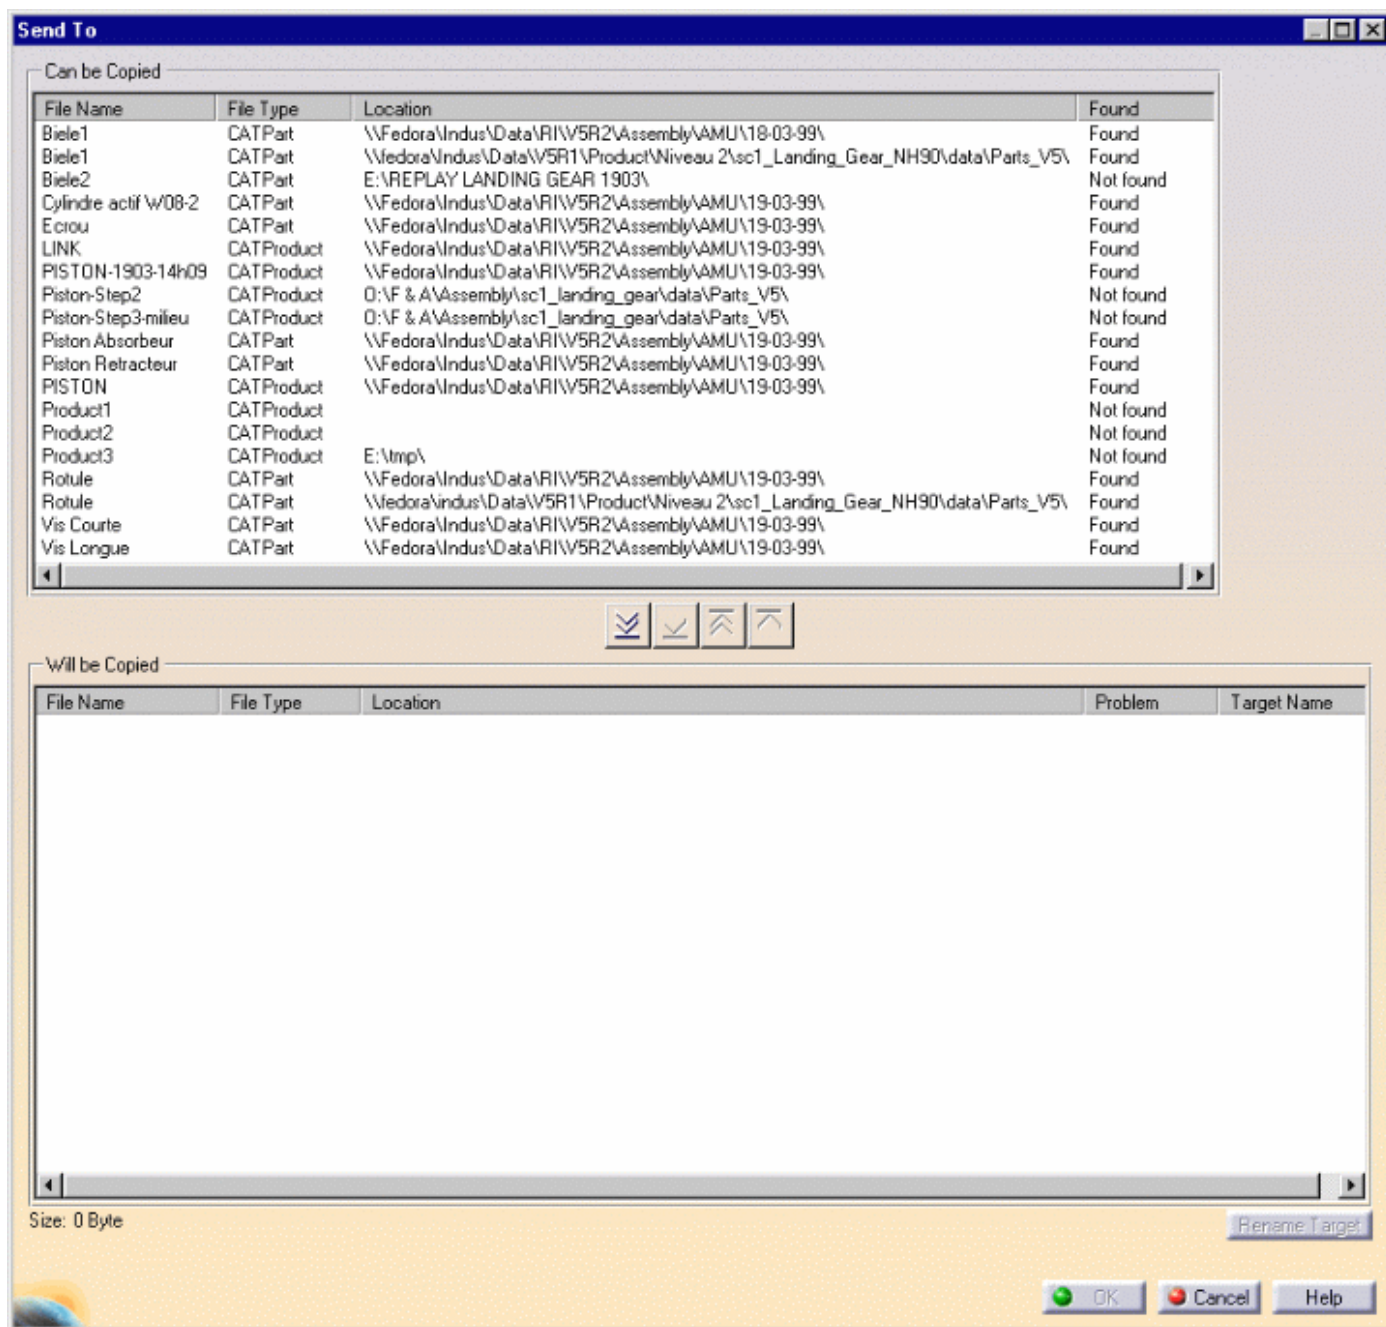 Send To
Can be Copied
File Name File Type Location Found
Biele1 CATPart \\Fedora\Indus\Data\RI\V5R2\Assembly\AMU\18-03-99\ Found
Biele1 CATPart \\fedora\Indus\Data\V5R1\Product\Niveau 2\sc1_Landing_Gear_NH90\data\Parts_V5\ Found
Biele2 CATPart E:\REPLAY LANDING GEAR 1903\ Not found
Cylindre actif W08-2 CATPart \\Fedora\Indus\Data\RI\V5R2\Assembly\AMU\19-03-99\ Found
Ecrou CATPart \\Fedora\Indus\Data\RI\V5R2\Assembly\AMU\19-03-99\ Found
LINK CATProduct \\Fedora\Indus\Data\RI\V5R2\Assembly\AMU\19-03-99\ Found
PISTON-1903-14h09 CATProduct \\Fedora\Indus\Data\RI\V5R2\Assembly\AMU\19-03-99\ Found
Piston-Step2 CATProduct O:\F & A\Assembly\sc1_landing_gear\data\Parts_V5\ Not found
Piston-Step3-milieu CATProduct O:\F & A\Assembly\sc1_landing_gear\data\Parts_V5\ Not found
Piston Absorbeur CATPart \\Fedora\Indus\Data\RI\V5R2\Assembly\AMU\19-03-99\ Found
Piston Retracteur CATPart \\Fedora\Indus\Data\RI\V5R2\Assembly\AMU\19-03-99\ Found
PISTON CATProduct \\Fedora\Indus\Data\RI\V5R2\Assembly\AMU\19-03-99\ Found
Product1 CATProduct Not found
Product2 CATProduct Not found
Product3 CATProduct E:\tmp\ Not found
Rotule CATPart \\Fedora\Indus\Data\RI\V5R2\Assembly\AMU\19-03-99\ Found
Rotule CATPart \\fedora\indus\Data\V5R1\Product\Niveau 2\sc1_Landing_Gear_NH90\data\Parts_V5\ Found
Vis Courte CATPart \\Fedora\Indus\Data\RI\V5R2\Assembly\AMU\19-03-99\ Found
Vis Longue CATPart \\Fedora\Indus\Data\RI\V5R2\Assembly\AMU\19-03-99\ Found
Will be Copied
File Name File Type Location Problem Target Name
Size: 0 Byte
Rename Target
OK Cancel Help